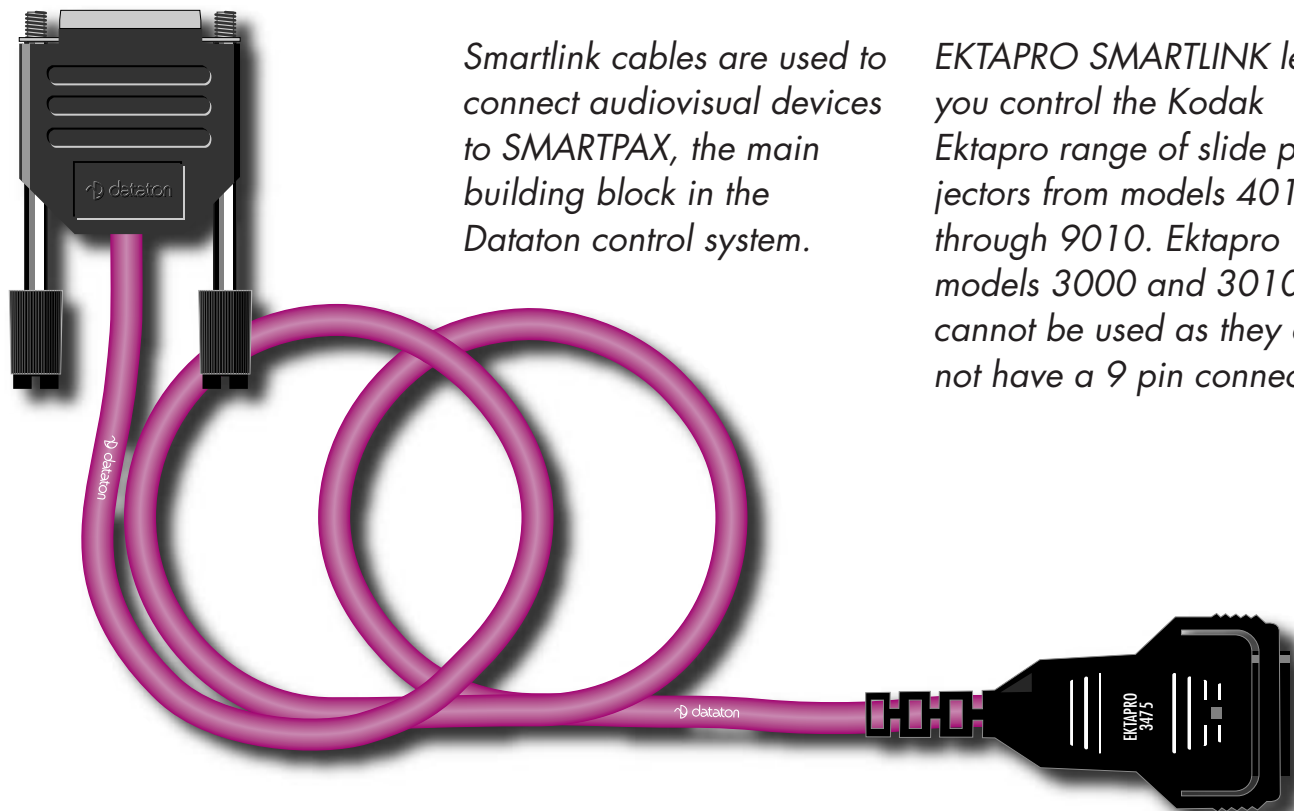 Smartlink cables are used to
connect audiovisual devices
to SMARTPAX, the main
building block in the
Dataton control system.
EKTAPRO SMARTLINK le
you control the Kodak
Ektapro range of slide p
jectors from models 401
through 9010. Ektapro
models 3000 and 3010
cannot be used as they
not have a 9 pin connec
dataton
dataton
dataton
EKTAPRO
3475